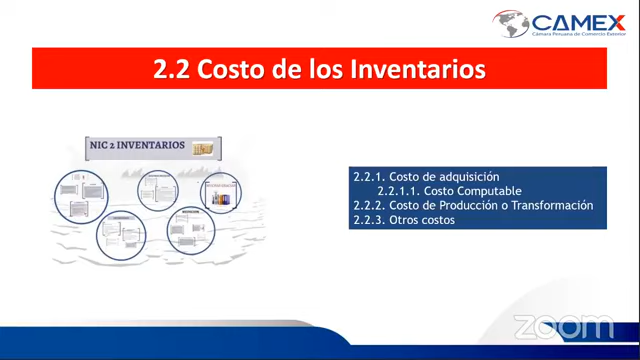 CAMEX
Cámara Peruana de Comercio Exterior
2.2 Costo de los Inventarios
NIC 2 INVENTARIOS
2.2.1. Costo de adquisición
2.2.1.1. Costo Computable
2.2.2. Costo de Producción o Transformación
2.2.3. Otros costos
zoom